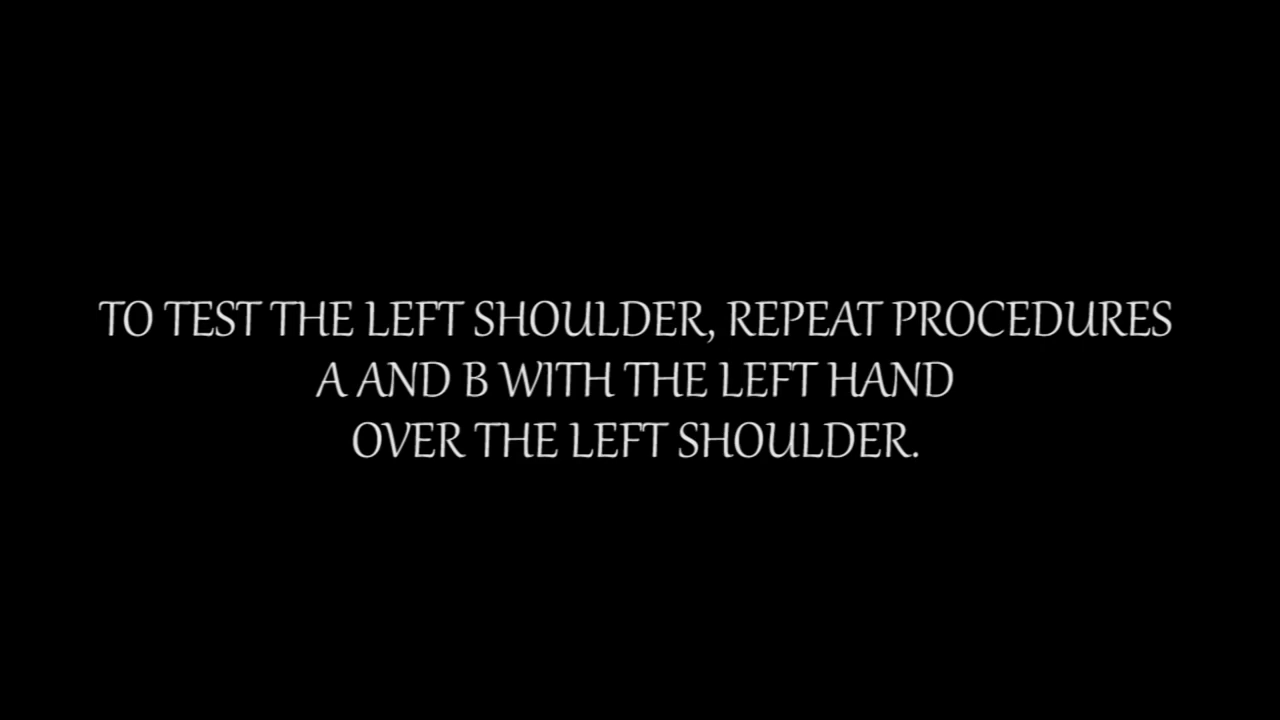 TO TEST THE LEFT SHOULDER, REPEAT PROCEDURES
A AND B WITH THE LEFT HAND
OVER THE LEFT SHOULDER.